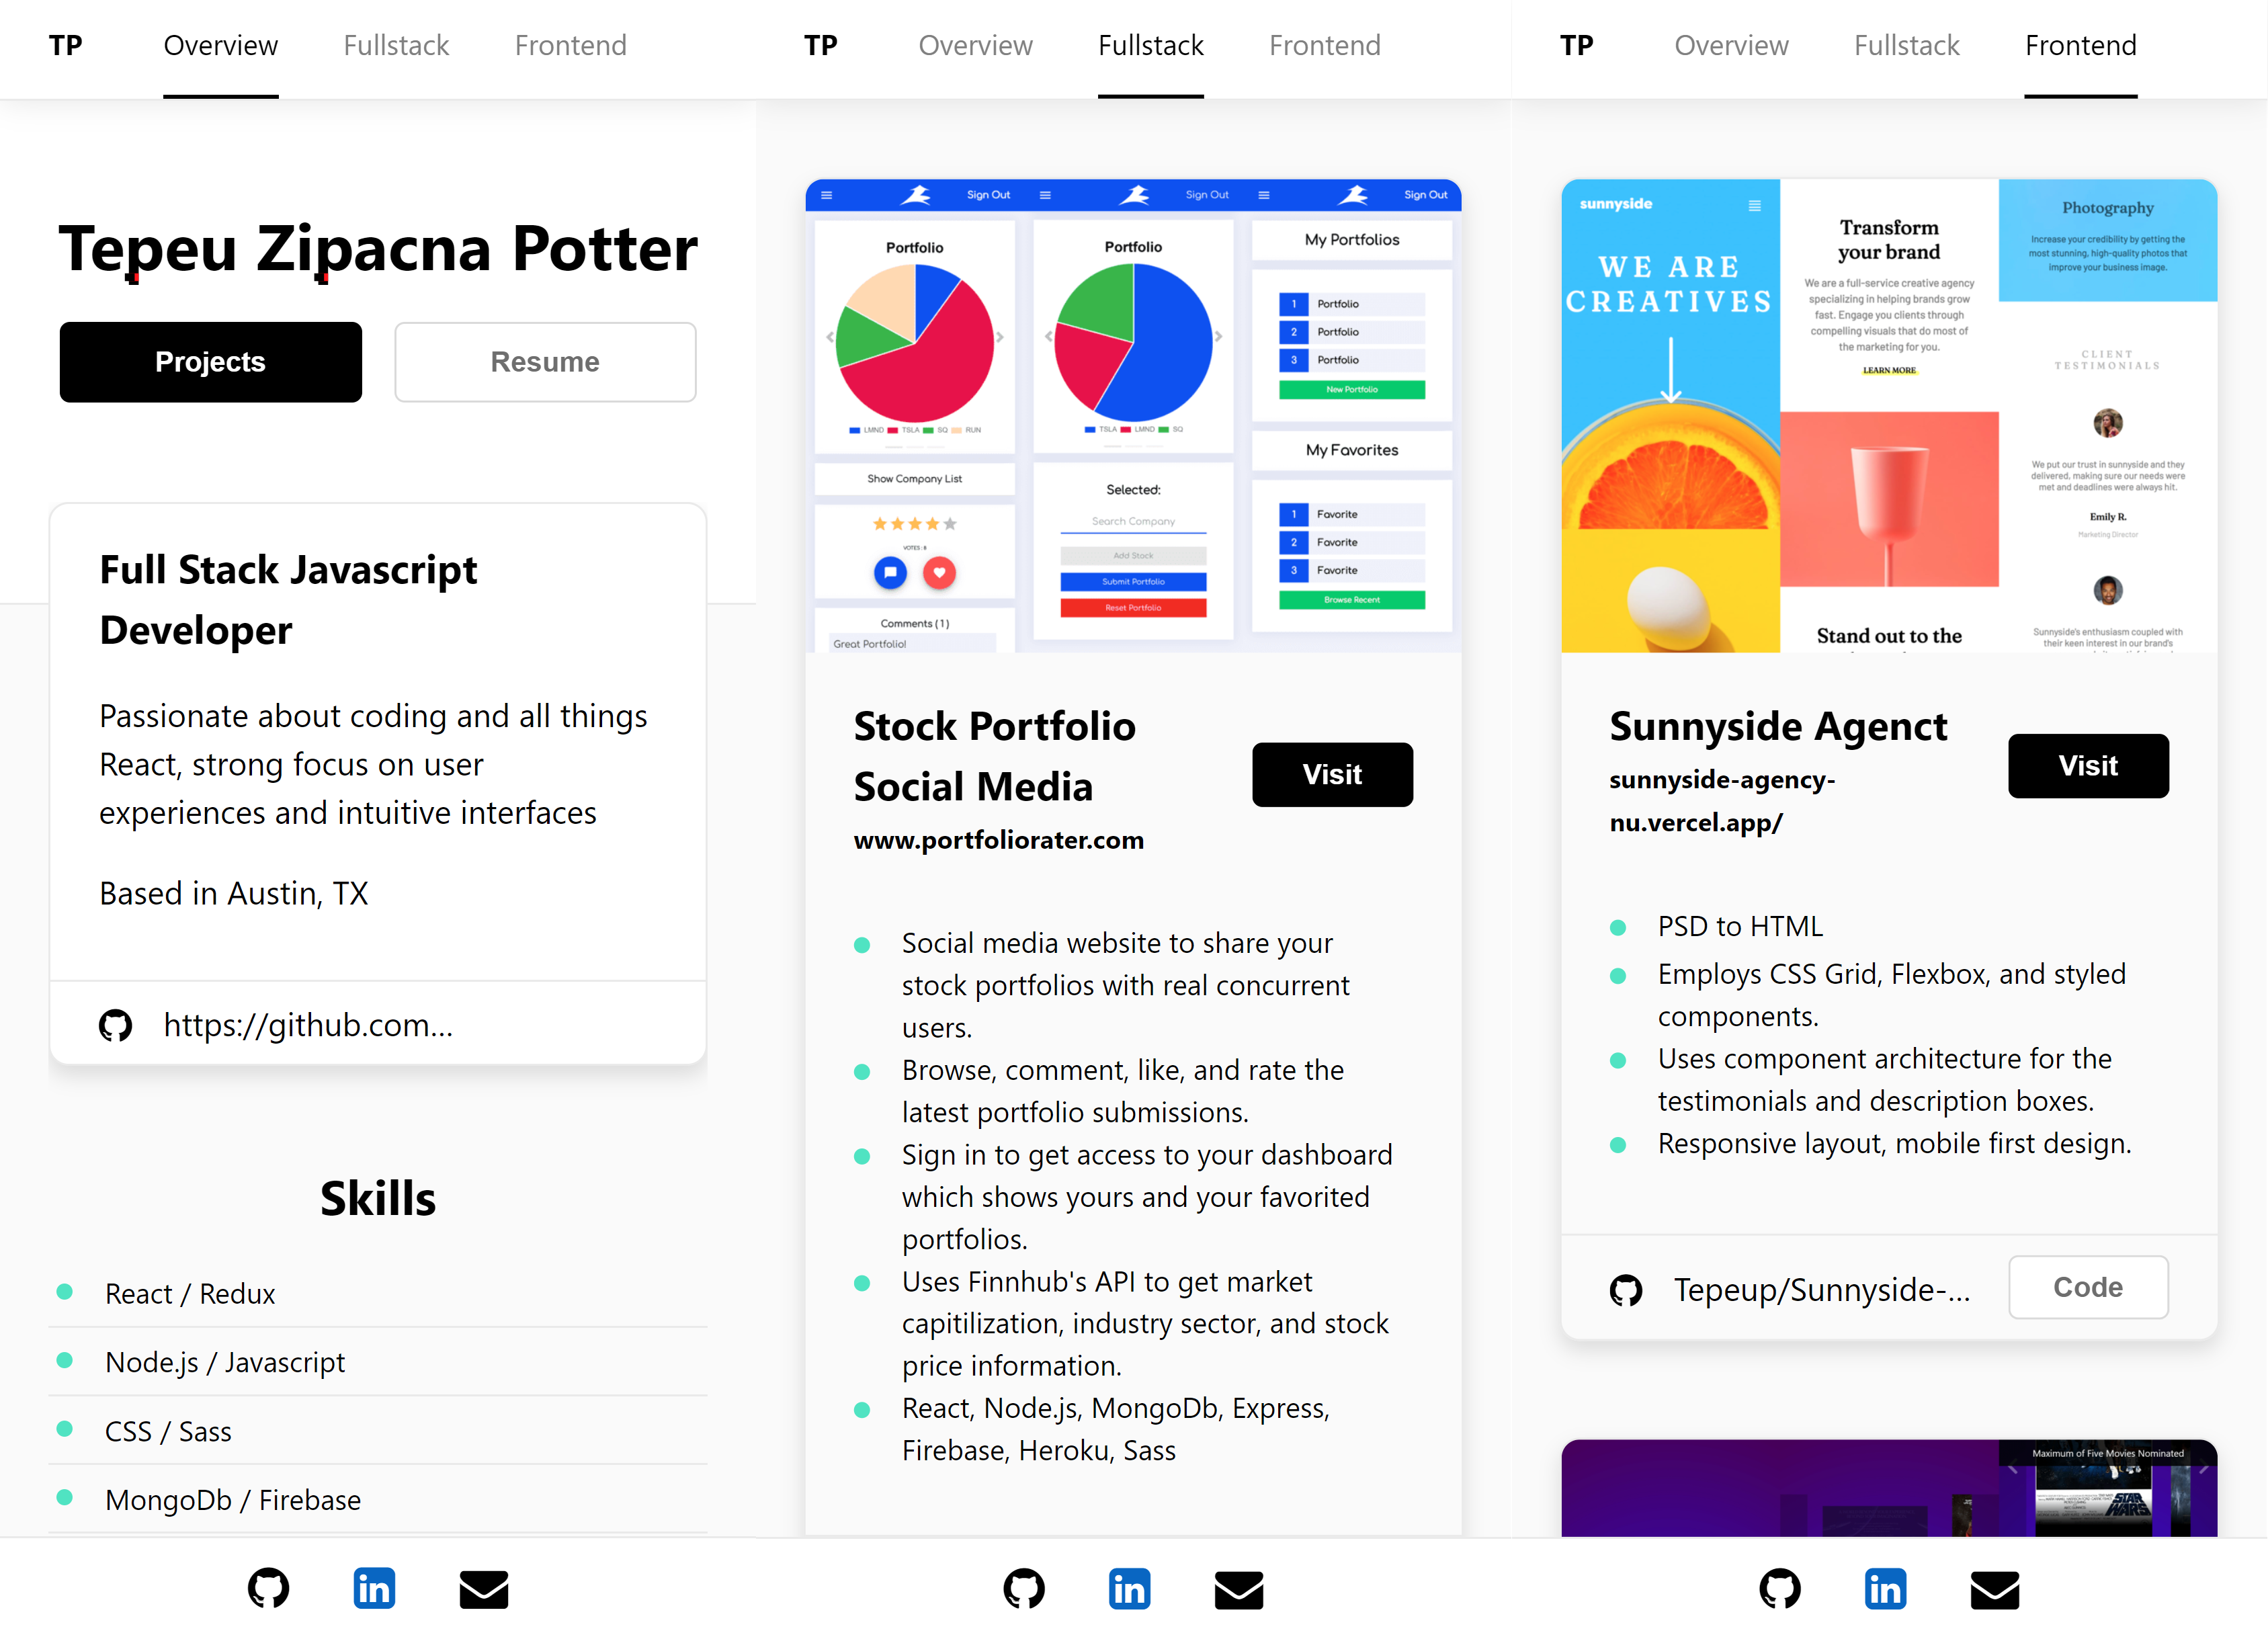 TP Overview Fullstack Frontend
Tepeu Zipacna Potter
Projects Resume
Full Stack Javascript
Developer
Passionate about coding and all things
React, strong focus on user
experiences and intuitive interfaces
Based in Austin, TX
https://github.com...
Skills
React / Redux
Node.js / Javascript
CSS / Sass
MongoDb / Firebase
in
TP Overview Fullstack Frontend
Sign Out
Portfolio
LMND TSLA SQ RUN
Show Company List
VOTES : 8
Comments ( 1 )
Great Portfolio!
Sign Out
Portfolio
TSLA LMND SQ
Selected:
Search Company
Add Stock
Submit Portfolio
Reset Portfolio
Sign Out
My Portfolios
1 Portfolio
2 Portfolio
3 Portfolio
New Portfolio
My Favorites
1 Favorite
2 Favorite
3 Favorite
Browse Recent
Stock Portfolio
Social Media
www.portfoliorater.com
Visit
Social media website to share your
stock portfolios with real concurrent
users.
Browse, comment, like, and rate the
latest portfolio submissions.
Sign in to get access to your dashboard
which shows yours and your favorited
portfolios.
Uses Finnhub's API to get market
capitilization, industry sector, and stock
price information.
React, Node.js, MongoDb, Express,
Firebase, Heroku, Sass
in
TP Overview Fullstack Frontend
sunnyside
WE ARE
CREATIVES
Transform
your brand
We are a full-service creative agency
specializing in helping brands grow
fast. Engage you clients through
compelling visuals that do most of
the marketing for you.
LEARN MORE
Stand out to the
Photography
Increase your credibility by getting the
most stunning, high-quality photos that
improve your business image.
CLIENT
TESTIMONIALS
We put our trust in sunnyside and they
delivered, making sure our needs were
met and deadlines were always hit.
Emily R.
Marketing Director
Sunnyside's enthusiasm coupled with
their keen interest in our brand's
Sunnyside Agenct
sunnyside-agency-
nu.vercel.app/
Visit
PSD to HTML
Employs CSS Grid, Flexbox, and styled
components.
Uses component architecture for the
testimonials and description boxes.
Responsive layout, mobile first design.
Tepeup/Sunnyside-...
Code
Maximum of Five Movies Nominated
STAR
WARS
in